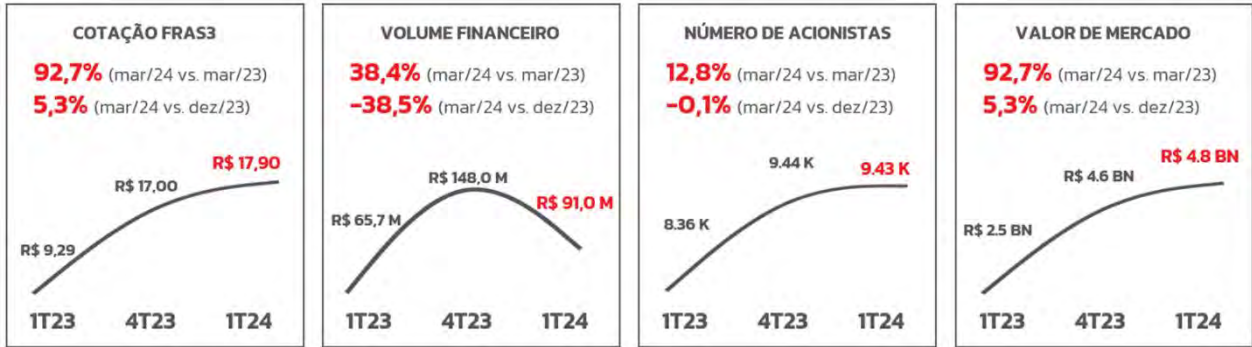 COTAÇÃO FRAS3
92,7% (mar/24 vs. mar/23)
5,3% (mar/24 vs. dez/23)
R$ 17,90
R$ 17,00
R$ 9,29
1T23 4T23 1T24
VOLUME FINANCEIRO
38,4% (mar/24 vs. mar/23)
-38,5% (mar/24 vs. dez/23)
R$ 148,0 M
R$ 91,0 M
R$ 65,7 M
1T23 4T23 1T24
NÚMERO DE ACIONISTAS
12,8% (mar/24 vs. mar/23)
-0,1% (mar/24 vs. dez/23)
9.44 K
9.43 K
8.36 K
1T23 4T23 1T24
VALOR DE MERCADO
92,7% (mar/24 vs. mar/23)
5,3% (mar/24 vs. dez/23)
R$ 4.8 BN
R$ 4.6 BN
R$ 2.5 BN
1T23 4T23 1T24